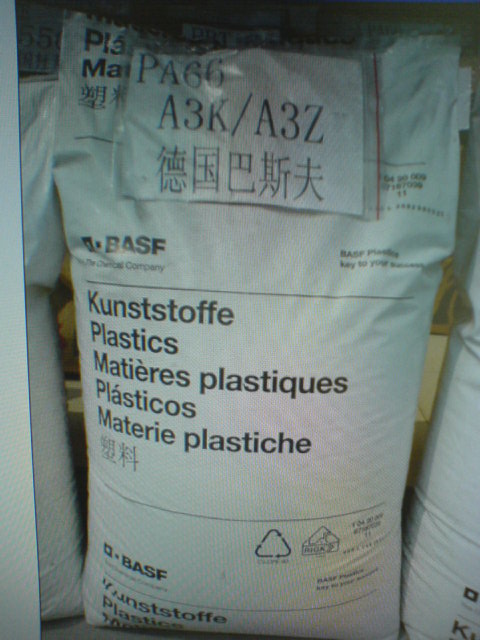 Plá
Ma
塑料
PA66
A3K/A3Z
德国巴斯夫
BASF
The Chemical Company
BASF Plastics
key to your success
Kunststoffe
Plastics
Matières plastiques
Plásticos
Materie plastiche
塑料
BASF
BASF Plastics
key to your success
Kunststoffe
Plastics
K